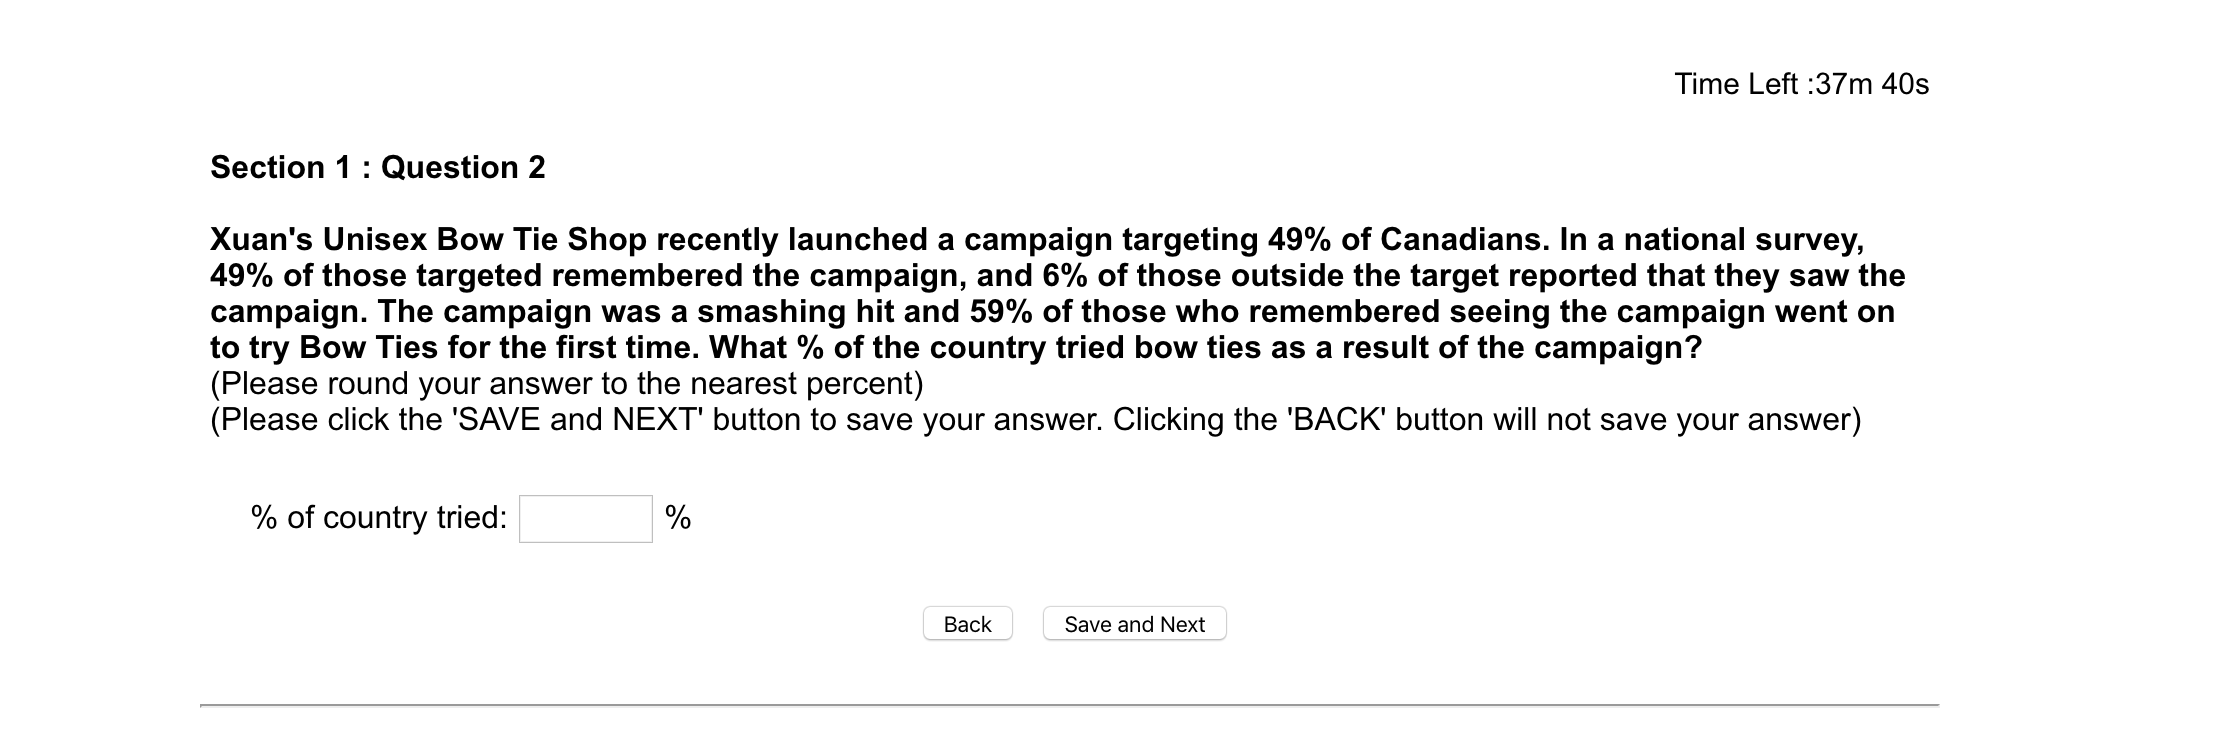 Time Left :37m 40s
Section 1 : Question 2
Xuan's Unisex Bow Tie Shop recently launched a campaign targeting 49% of Canadians. In a national survey,
49% of those targeted remembered the campaign, and 6% of those outside the target reported that they saw the
campaign. The campaign was a smashing hit and 59% of those who remembered seeing the campaign went on
to try Bow Ties for the first time. What % of the country tried bow ties as a result of the campaign?
(Please round your answer to the nearest percent)
(Please click the 'SAVE and NEXT' button to save your answer. Clicking the 'BACK' button will not save your answer)
% of country tried: %
Back Save and Next